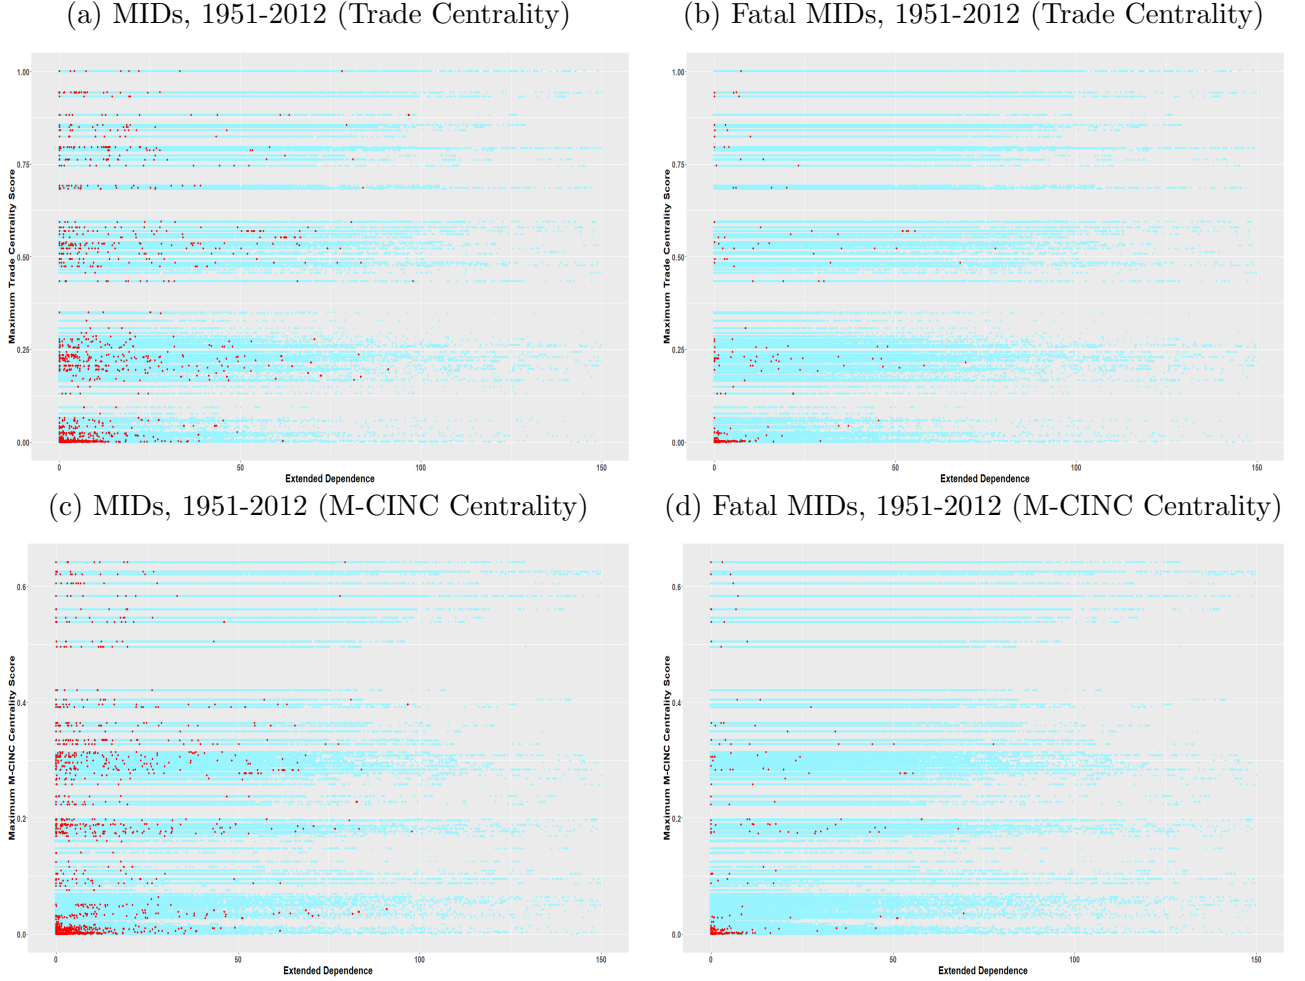 (a) MIDs, 1951-2012 (Trade Centrality)
Maximum Trade Centrality Score
1.00
0.75
0.50
0.25
0.00
0 50 100 150
Extended Dependence
(b) Fatal MIDs, 1951-2012 (Trade Centrality)
Maximum Trade Centrality Score
1.00
0.75
0.50
0.25
0.00
0 50 100 150
Extended Dependence
(c) MIDs, 1951-2012 (M-CINC Centrality)
Maximum M-CINC Centrality Score
0.6
0.4
0.2
0.0
0 50 100 150
Extended Dependence
(d) Fatal MIDs, 1951-2012 (M-CINC Centrality)
Maximum M-CINC Centrality Score
0.6
0.4
0.2
0.0
0 50 100 150
Extended Dependence